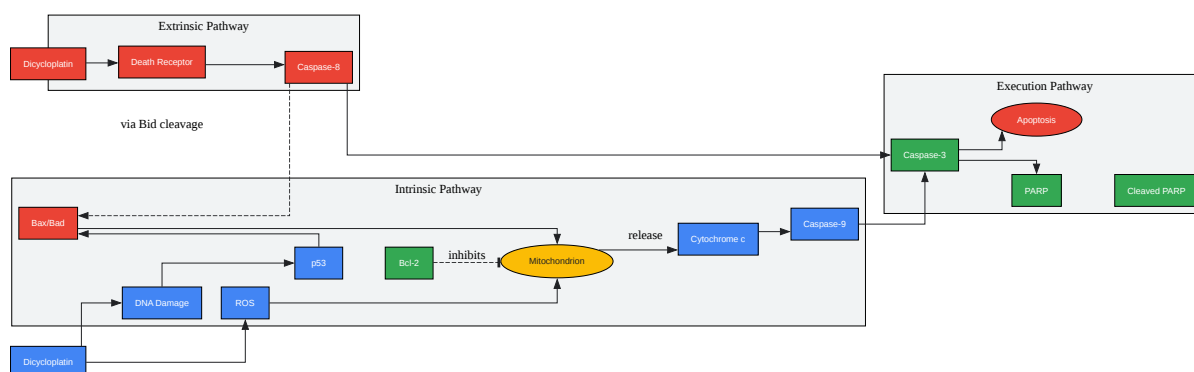 Extrinsic Pathway
Dicycloplatin
Death Receptor
Caspase-8
via Bid cleavage
Execution Pathway
Apoptosis
Caspase-3
PARP
Cleaved PARP
Intrinsic Pathway
Bax/Bad
p53
Bcl-2
inhibits
Mitochondrion
release
Cytochrome c
Caspase-9
DNA Damage
ROS
Dicycloplatin